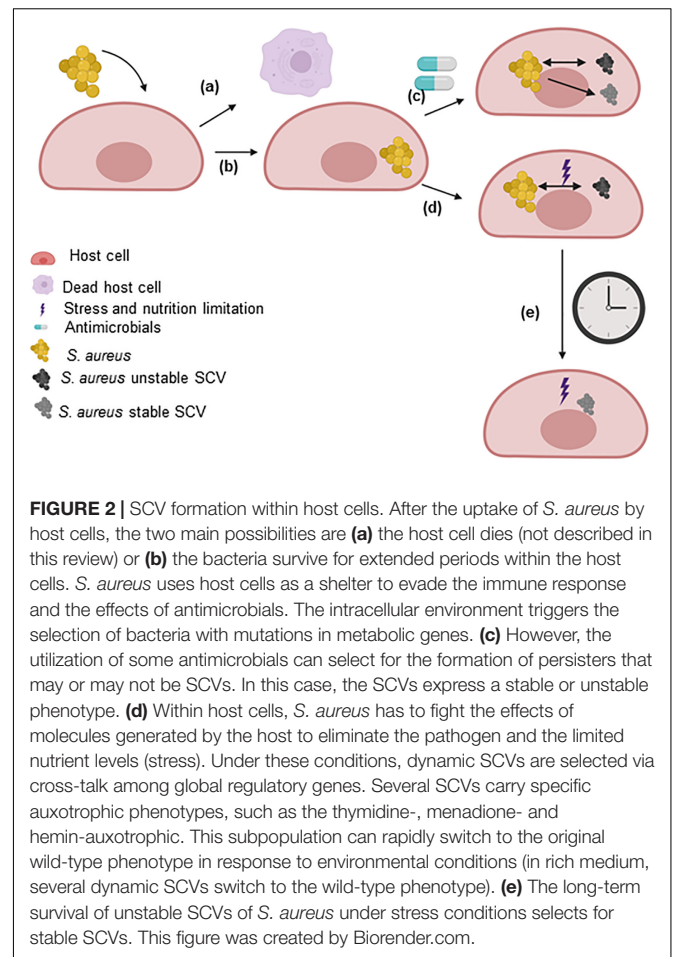 (a)
(b)
(c)
(d)
(e)
Host cell
Dead host cell
Stress and nutrition limitation
Antimicrobials
S. aureus
S. aureus unstable SCV
S. aureus stable SCV
FIGURE 2 | SCV formation within host cells. After the uptake of S. aureus by
host cells, the two main possibilities are (a) the host cell dies (not described in
this review) or (b) the bacteria survive for extended periods within the host
cells. S. aureus uses host cells as a shelter to evade the immune response
and the effects of antimicrobials. The intracellular environment triggers the
selection of bacteria with mutations in metabolic genes. (c) However, the
utilization of some antimicrobials can select for the formation of persisters that
may or may not be SCVs. In this case, the SCVs express a stable or unstable
phenotype. (d) Within host cells, S. aureus has to fight the effects of
molecules generated by the host to eliminate the pathogen and the limited
nutrient levels (stress). Under these conditions, dynamic SCVs are selected via
cross-talk among global regulatory genes. Several SCVs carry specific
auxotrophic phenotypes, such as the thymidine-, menadione- and
hemin-auxotrophic. This subpopulation can rapidly switch to the original
wild-type phenotype in response to environmental conditions (in rich medium,
several dynamic SCVs switch to the wild-type phenotype). (e) The long-term
survival of unstable SCVs of S. aureus under stress conditions selects for
stable SCVs. This figure was created by Biorender.com.